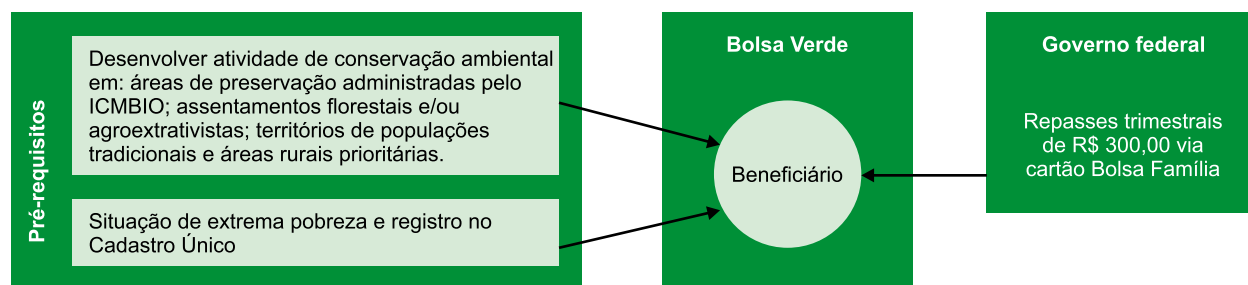 Pré-requisitos
Desenvolver atividade de conservação ambiental
em: áreas de preservação administradas pelo
ICMBIO; assentamentos florestais e/ou
agroextrativistas; territórios de populações
tradicionais e áreas rurais prioritárias.
Situação de extrema pobreza e registro no
Cadastro Único
Bolsa Verde
Beneficiário
Governo federal
Repasses trimestrais
de R$ 300,00 via
cartão Bolsa Família